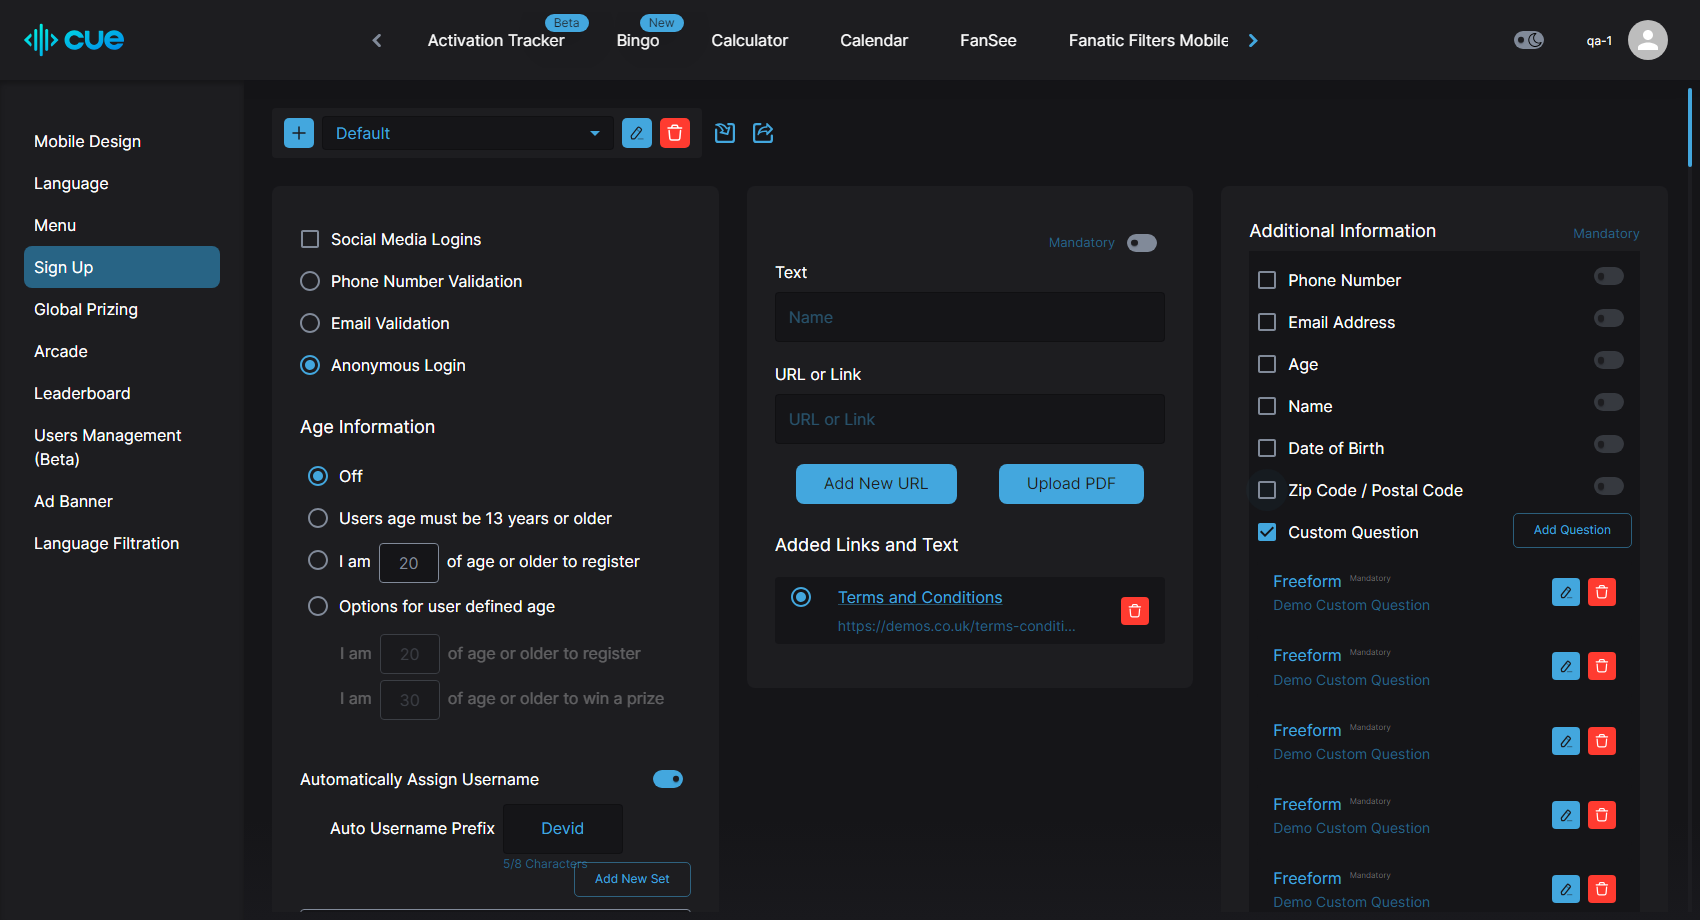 cue
Activation Tracker
Beta
Bingo
New
Calculator
Calendar
FanSee
Fanatic Filters Mobile
qa-1
Mobile Design
Language
Menu
Sign Up
Global Prizing
Arcade
Leaderboard
Users Management
(Beta)
Ad Banner
Language Filtration
Default
Social Media Logins
Phone Number Validation
Email Validation
Anonymous Login
Age Information
Off
Users age must be 13 years or older
I am 20 of age or older to register
Options for user defined age
I am 20 of age or older to register
I am 30 of age or older to win a prize
Automatically Assign Username
Auto Username Prefix Devid
5/8 Characters
Add New Set
Mandatory
Text
Name
URL or Link
URL or Link
Add New URL
Upload PDF
Added Links and Text
Terms and Conditions
https://demos.co.uk/terms-conditi...
Additional Information
Mandatory
Phone Number
Email Address
Age
Name
Date of Birth
Zip Code / Postal Code
Custom Question
Add Question
Freeform Mandatory
Demo Custom Question
Freeform Mandatory
Demo Custom Question
Freeform Mandatory
Demo Custom Question
Freeform Mandatory
Demo Custom Question
Freeform Mandatory
Demo Custom Question